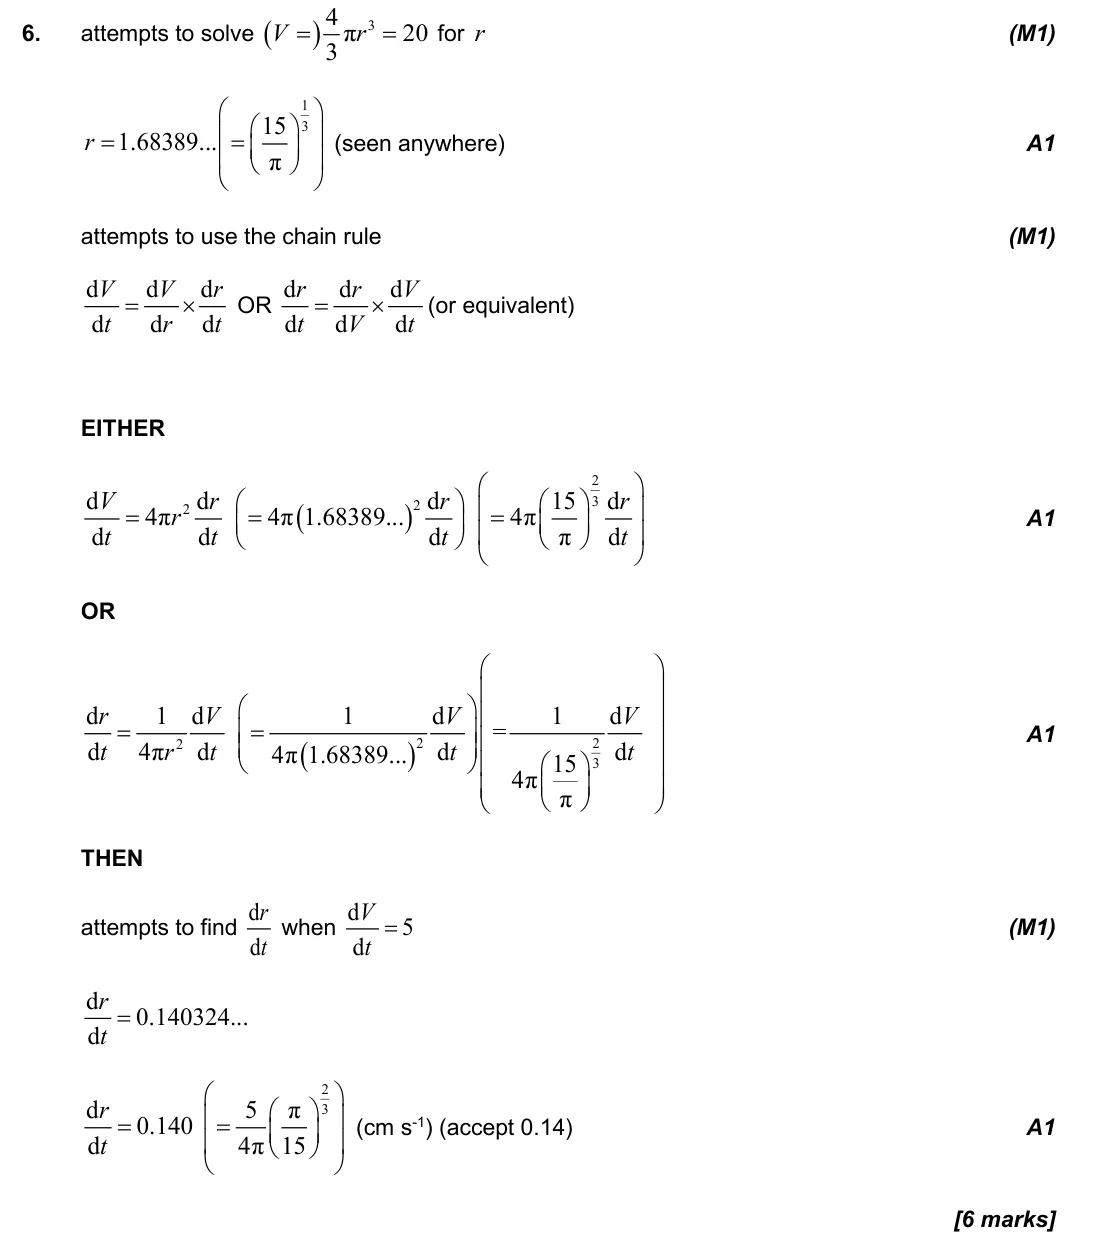 6. attempts to solve (V =) 4/3 πr³ = 20 for r (M1)
r = 1.68389... ( = (15/π)^(1/3) ) (seen anywhere) A1
attempts to use the chain rule (M1)
dV/dt = dV/dr × dr/dt OR dr/dt = dr/dV × dV/dt (or equivalent)
EITHER
dV/dt = 4πr² dr/dt ( = 4π(1.68389...)² dr/dt ) ( = 4π(15/π)^(2/3) dr/dt ) A1
OR
dr/dt = 1/(4πr²) dV/dt ( = 1/(4π(1.68389...)²) dV/dt ) ( = 1/(4π(15/π)^(2/3)) dV/dt ) A1
THEN
attempts to find dr/dt when dV/dt = 5 (M1)
dr/dt = 0.140324...
dr/dt = 0.140 ( = 5/(4π) (π/15)^(2/3) ) (cm s⁻¹) (accept 0.14) A1
[6 marks]